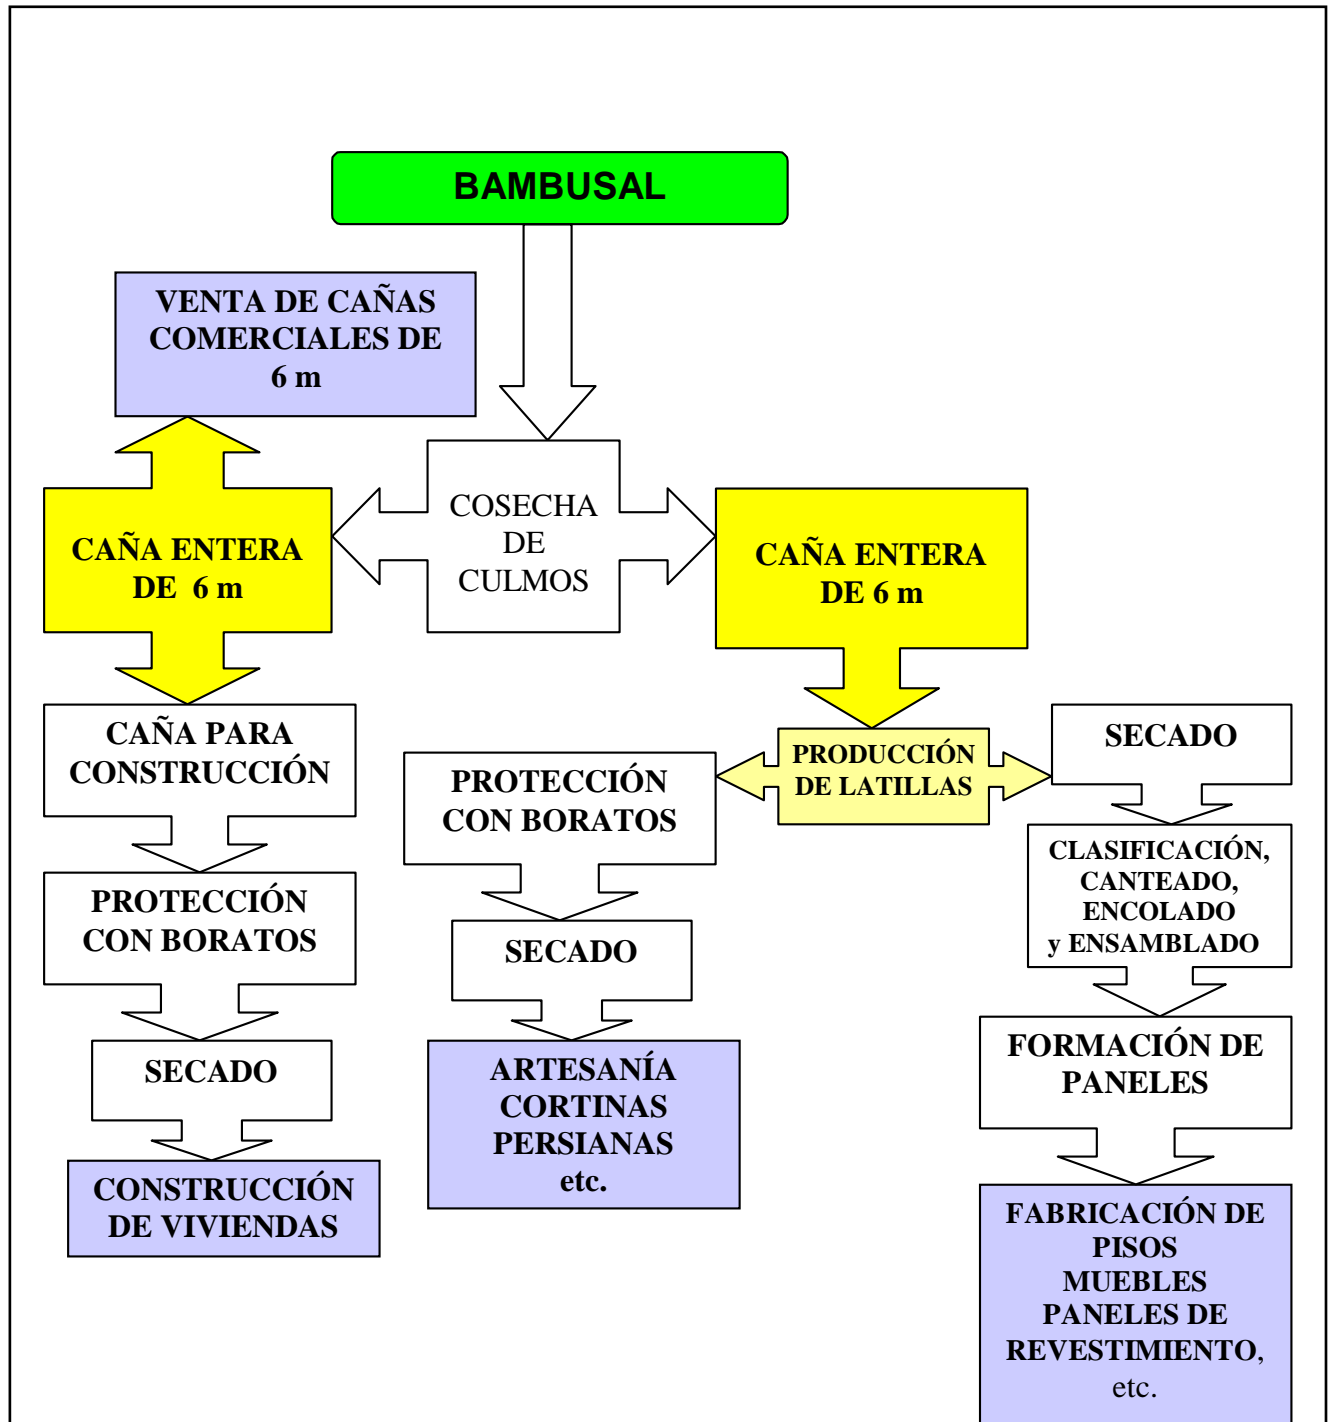 BAMBUSAL
VENTA DE CAÑAS
COMERCIALES DE
6 m
COSECHA
DE
CULMOS
CAÑA ENTERA
DE 6 m
CAÑA ENTERA
DE 6 m
CAÑA PARA
CONSTRUCCIÓN
PROTECCIÓN
CON BORATOS
SECADO
CONSTRUCCIÓN
DE VIVIENDAS
PRODUCCIÓN
DE LATILLAS
PROTECCIÓN
CON BORATOS
SECADO
ARTESANÍA
CORTINAS
PERSIANAS
etc.
SECADO
CLASIFICACIÓN,
CANTEADO,
ENCOLADO
y ENSAMBLADO
FORMACIÓN DE
PANELES
FABRICACIÓN DE
PISOS
MUEBLES
PANELES DE
REVESTIMIENTO,
etc.